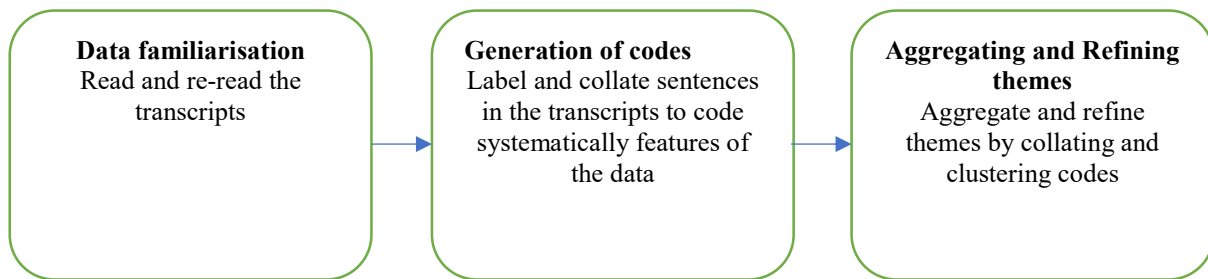 Data familiarisation
Read and re-read the
transcripts
Generation of codes
Label and collate sentences
in the transcripts to code
systematically features of
the data
Aggregating and Refining
themes
Aggregate and refine
themes by collating and
clustering codes